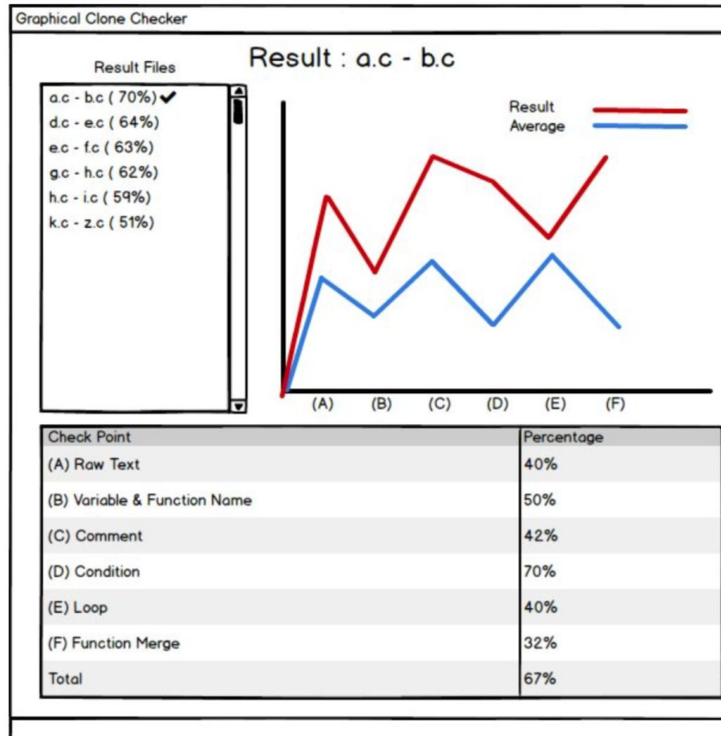 Graphical Clone Checker
Result : a.c - b.c
Result Files
a.c - b.c ( 70%)
d.c - e.c ( 64%)
e.c - f.c ( 63%)
g.c - h.c ( 62%)
h.c - i.c ( 59%)
k.c - z.c ( 51%)
Result
Average
(A) (B) (C) (D) (E) (F)
Check Point Percentage
(A) Raw Text 40%
(B) Variable & Function Name 50%
(C) Comment 42%
(D) Condition 70%
(E) Loop 40%
(F) Function Merge 32%
Total 67%